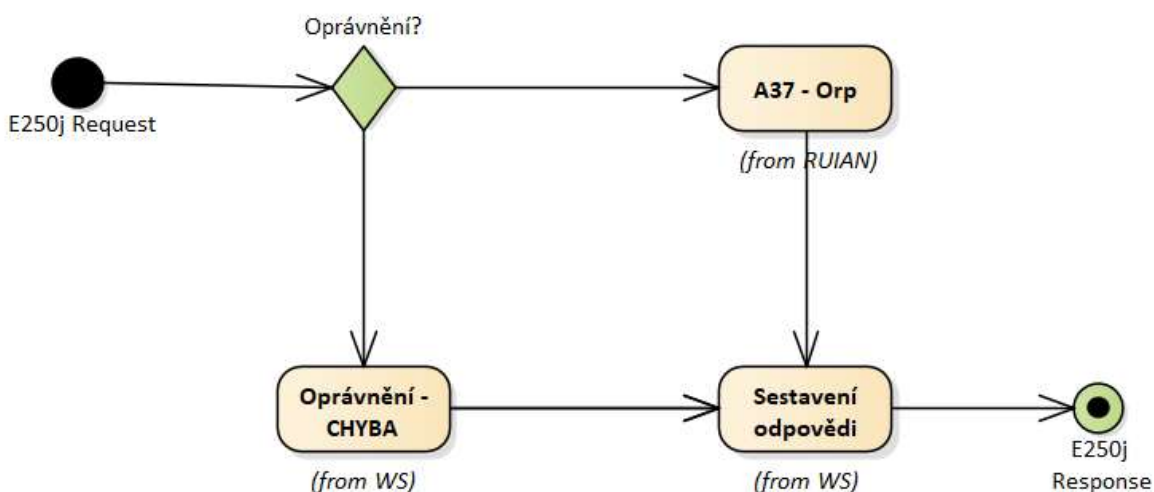 Oprávnění?
E250j Request
A37 - Orp
(from RUIAN)
Oprávnění -
CHYBA
(from WS)
Sestavení
odpovědi
(from WS)
E250j
Response